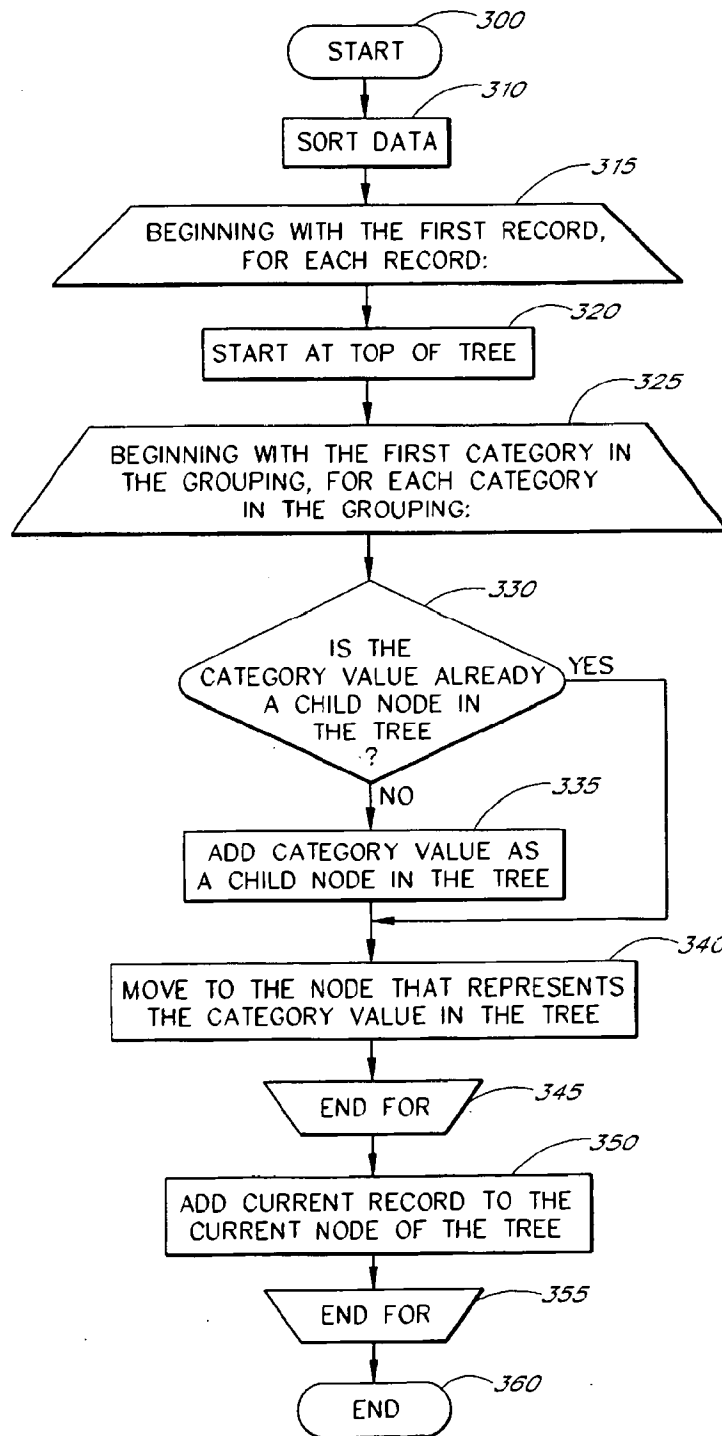 300
START
310
SORT DATA
315
BEGINNING WITH THE FIRST RECORD,
FOR EACH RECORD:
320
START AT TOP OF TREE
325
BEGINNING WITH THE FIRST CATEGORY IN
THE GROUPING, FOR EACH CATEGORY
IN THE GROUPING:
330
IS THE
CATEGORY VALUE ALREADY
A CHILD NODE IN
THE TREE
?
YES
NO
335
ADD CATEGORY VALUE AS
A CHILD NODE IN THE TREE
340
MOVE TO THE NODE THAT REPRESENTS
THE CATEGORY VALUE IN THE TREE
END FOR
345
350
ADD CURRENT RECORD TO THE
CURRENT NODE OF THE TREE
END FOR
355
END
360